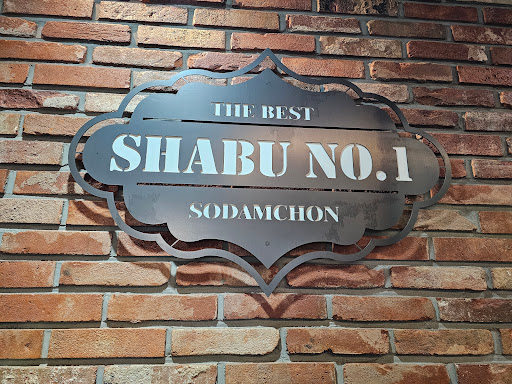 THE BEST
SHABU NO.1
SODAMCHON